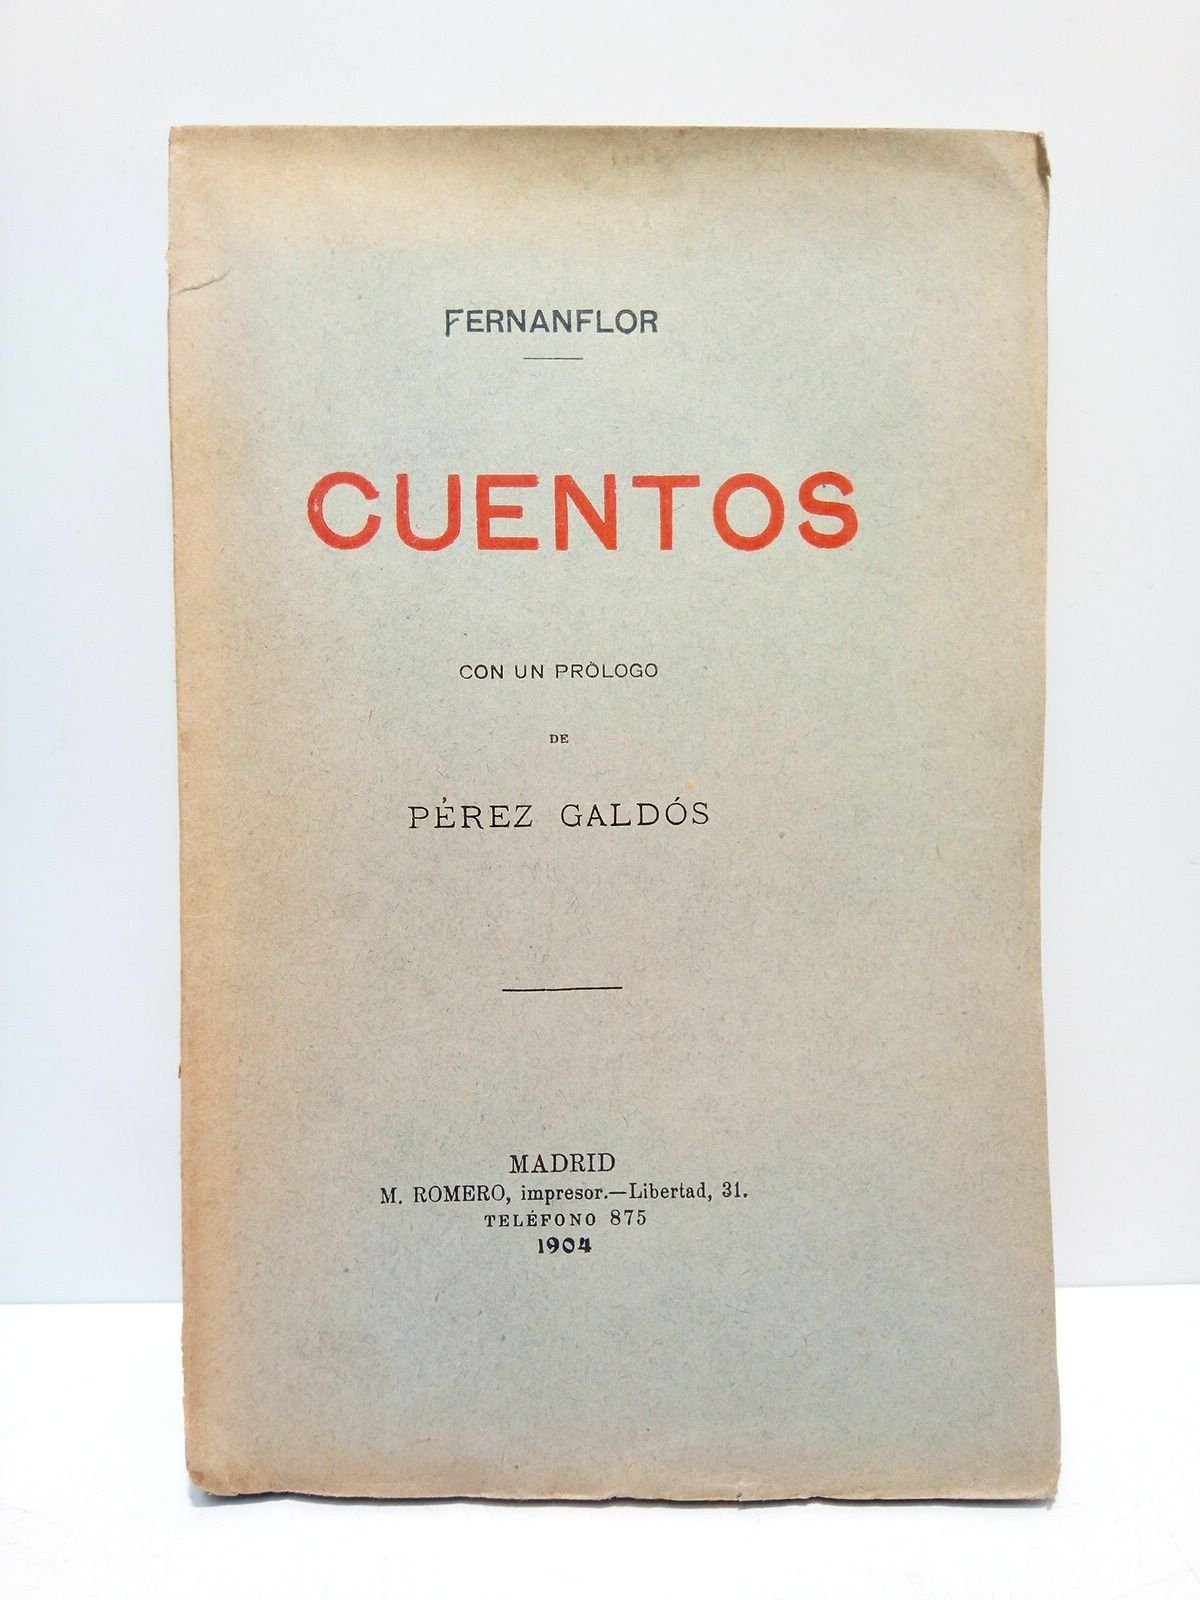 FERNANFLOR
CUENTOS
CON UN PRÓLOGO
DE
PÉREZ GALDÓS
MADRID
M. ROMERO, impresor.—Libertad, 31.
TELÉFONO 875
1904